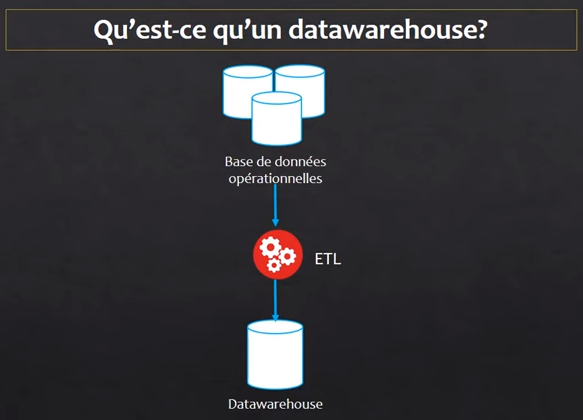 Qu’est-ce qu’un datawarehouse?
Base de données
opérationnelles
ETL
Datawarehouse